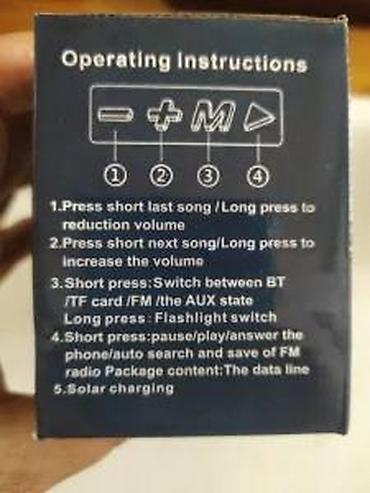 Operating Instructions
− + M ▷
① ② ③ ④
1.Press short last song /Long press to
reduction volume
2.Press short next song/Long press to
increase the volume
3.Short press:Switch between BT
/TF card /FM /the AUX state
Long press : Flashlight switch
4.Short press:pause/play/answer the
phone/auto search and save of FM
radio Package content:The data line
5.Solar charging